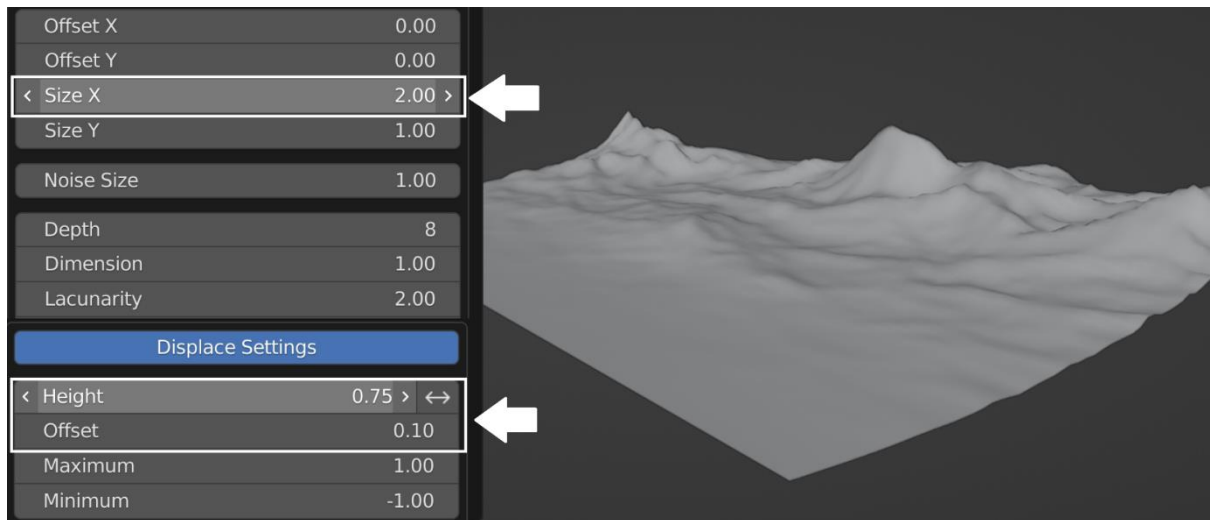 Offset X 0.00
Offset Y 0.00
‹ Size X 2.00 ›
Size Y 1.00
Noise Size 1.00
Depth 8
Dimension 1.00
Lacunarity 2.00
Displace Settings
‹ Height 0.75 › ↔
Offset 0.10
Maximum 1.00
Minimum -1.00